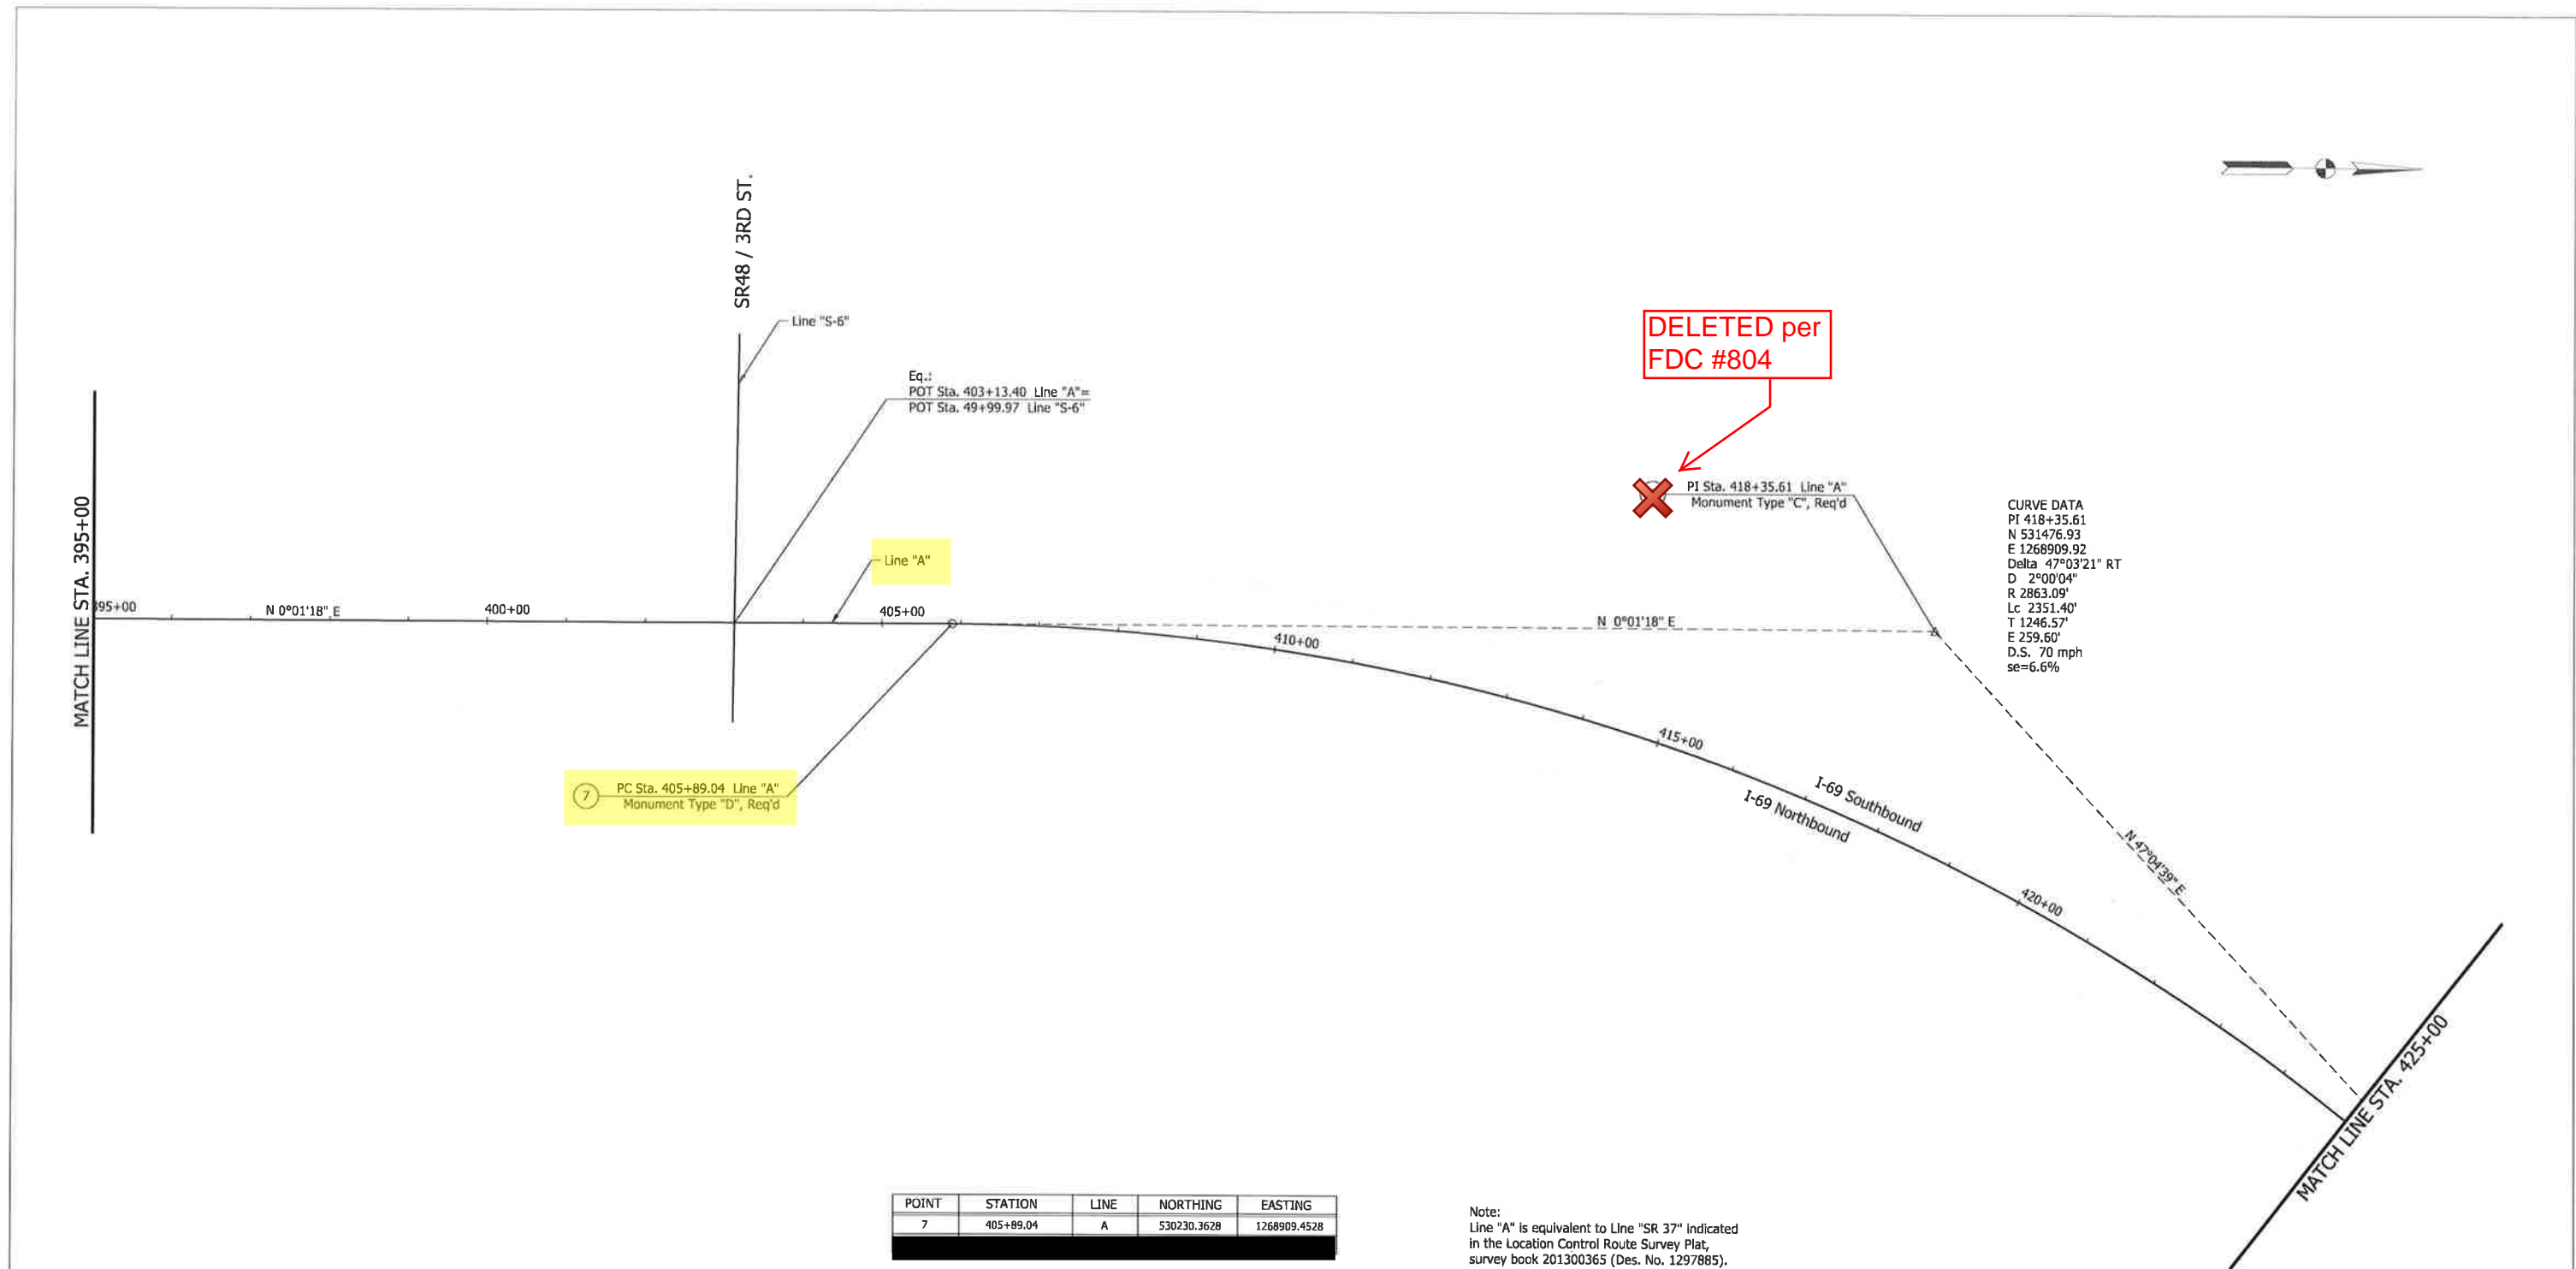 SR48 / 3RD ST.
Line "S-6"
Eq.:
POT Sta. 403+13.40 Line "A"=
POT Sta. 49+99.97 Line "S-6"
DELETED per
FDC #804
PI Sta. 418+35.61 Line "A"
Monument Type "C", Req'd
CURVE DATA
PI 418+35.61
N 531476.93
E 1268909.92
Delta 47°03'21" RT
D 2°00'04"
R 2863.09'
Lc 2351.40'
T 1246.57'
E 259.60'
D.S. 70 mph
se=6.6%
MATCH LINE STA. 395+00
Line "A"
395+00
N 0°01'18" E
400+00
405+00
N 0°01'18" E
410+00
415+00
I-69 Southbound
I-69 Northbound
7
PC Sta. 405+89.04 Line "A"
Monument Type "D", Req'd
N 47°04'39" E
420+00
MATCH LINE STA. 425+00
POINT STATION LINE NORTHING EASTING
7 405+89.04 A 530230.3628 1268909.4528
Note:
Line "A" is equivalent to Line "SR 37" indicated
in the Location Control Route Survey Plat,
survey book 201300365 (Des. No. 1297885).